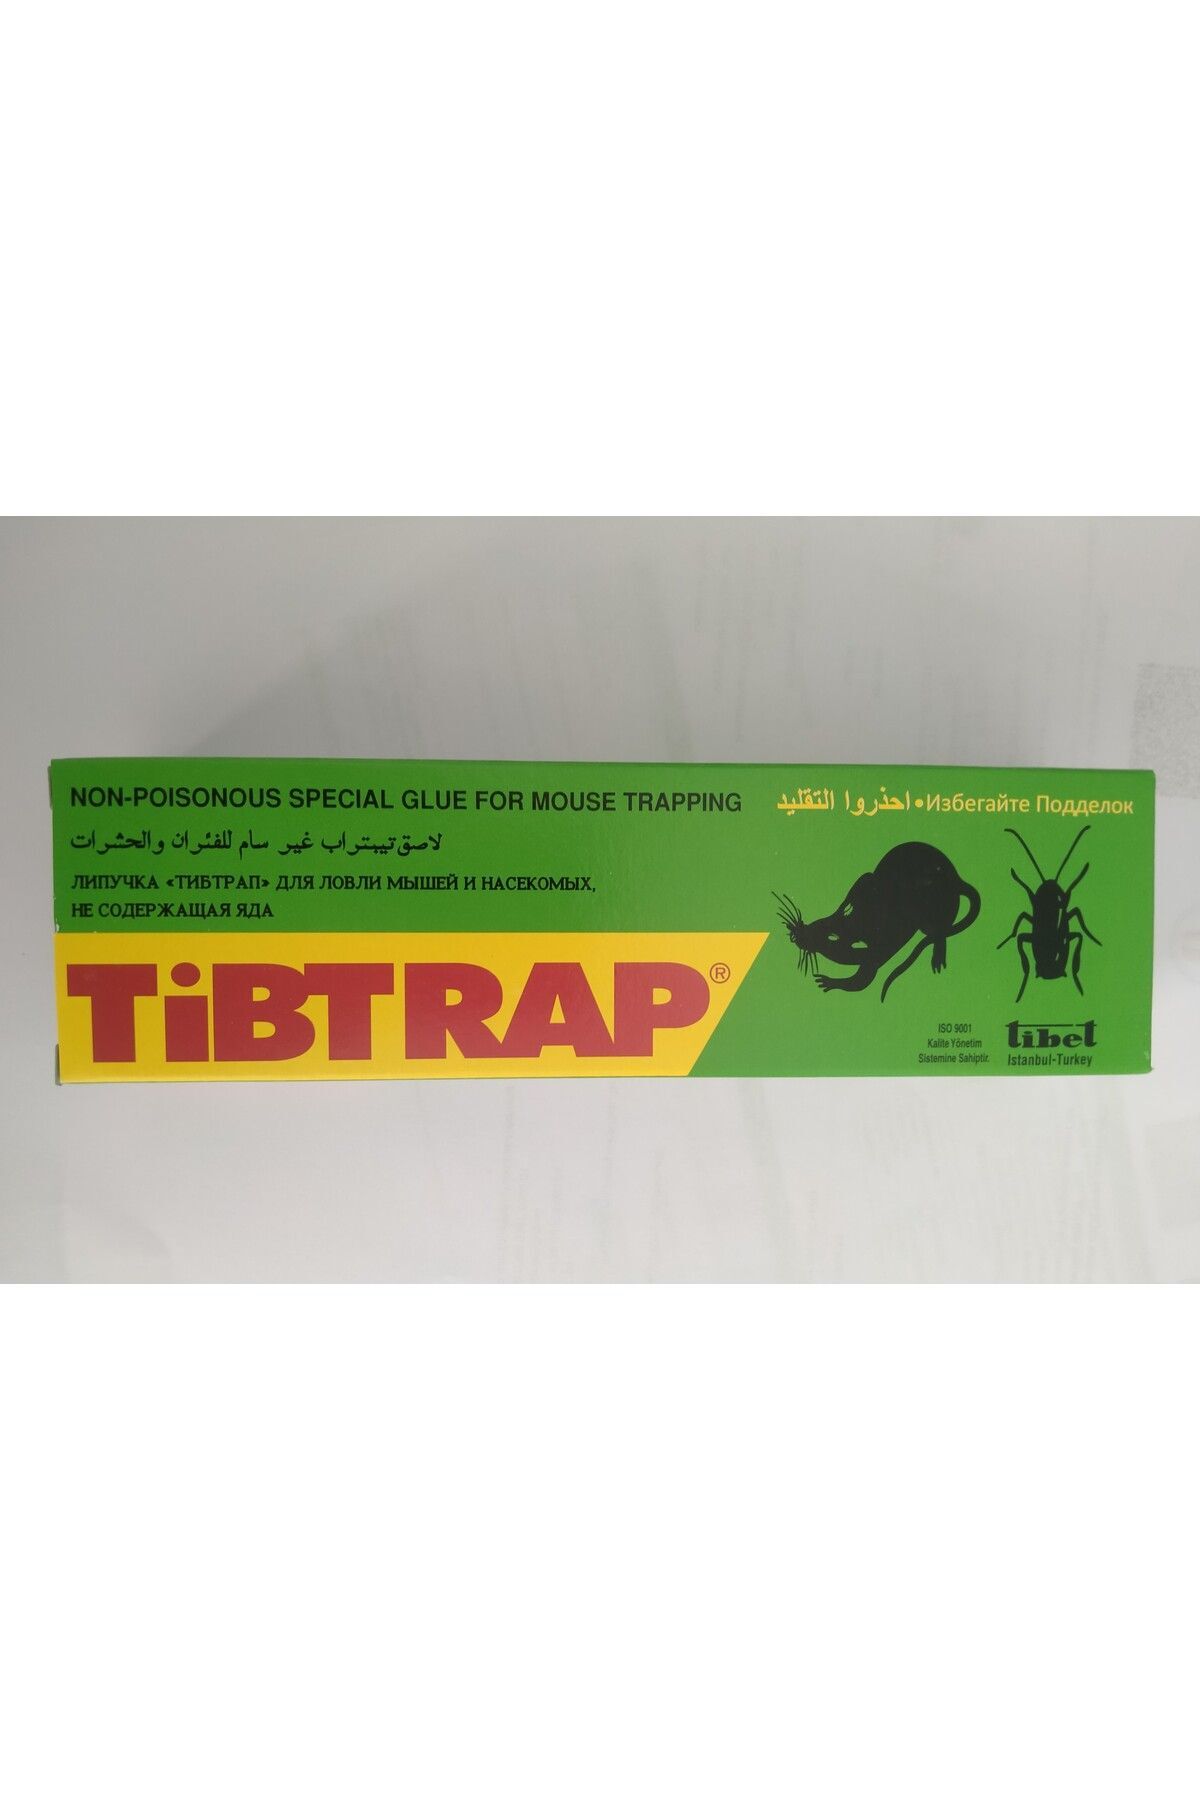 NON-POISONOUS SPECIAL GLUE FOR MOUSE TRAPPING
احذروا التقليد • Избегайте Подделок
لاصق تيبتراب غير سام للفئران والحشرات
ЛИПУЧКА «ТИБТРАП» ДЛЯ ЛОВЛИ МЫШЕЙ И НАСЕКОМЫХ,
НЕ СОДЕРЖАЩАЯ ЯДА
TiBTRAP®
ISO 9001
Kalite Yönetim
Sistemine Sahiptir.
tibet
Istanbul-Turkey